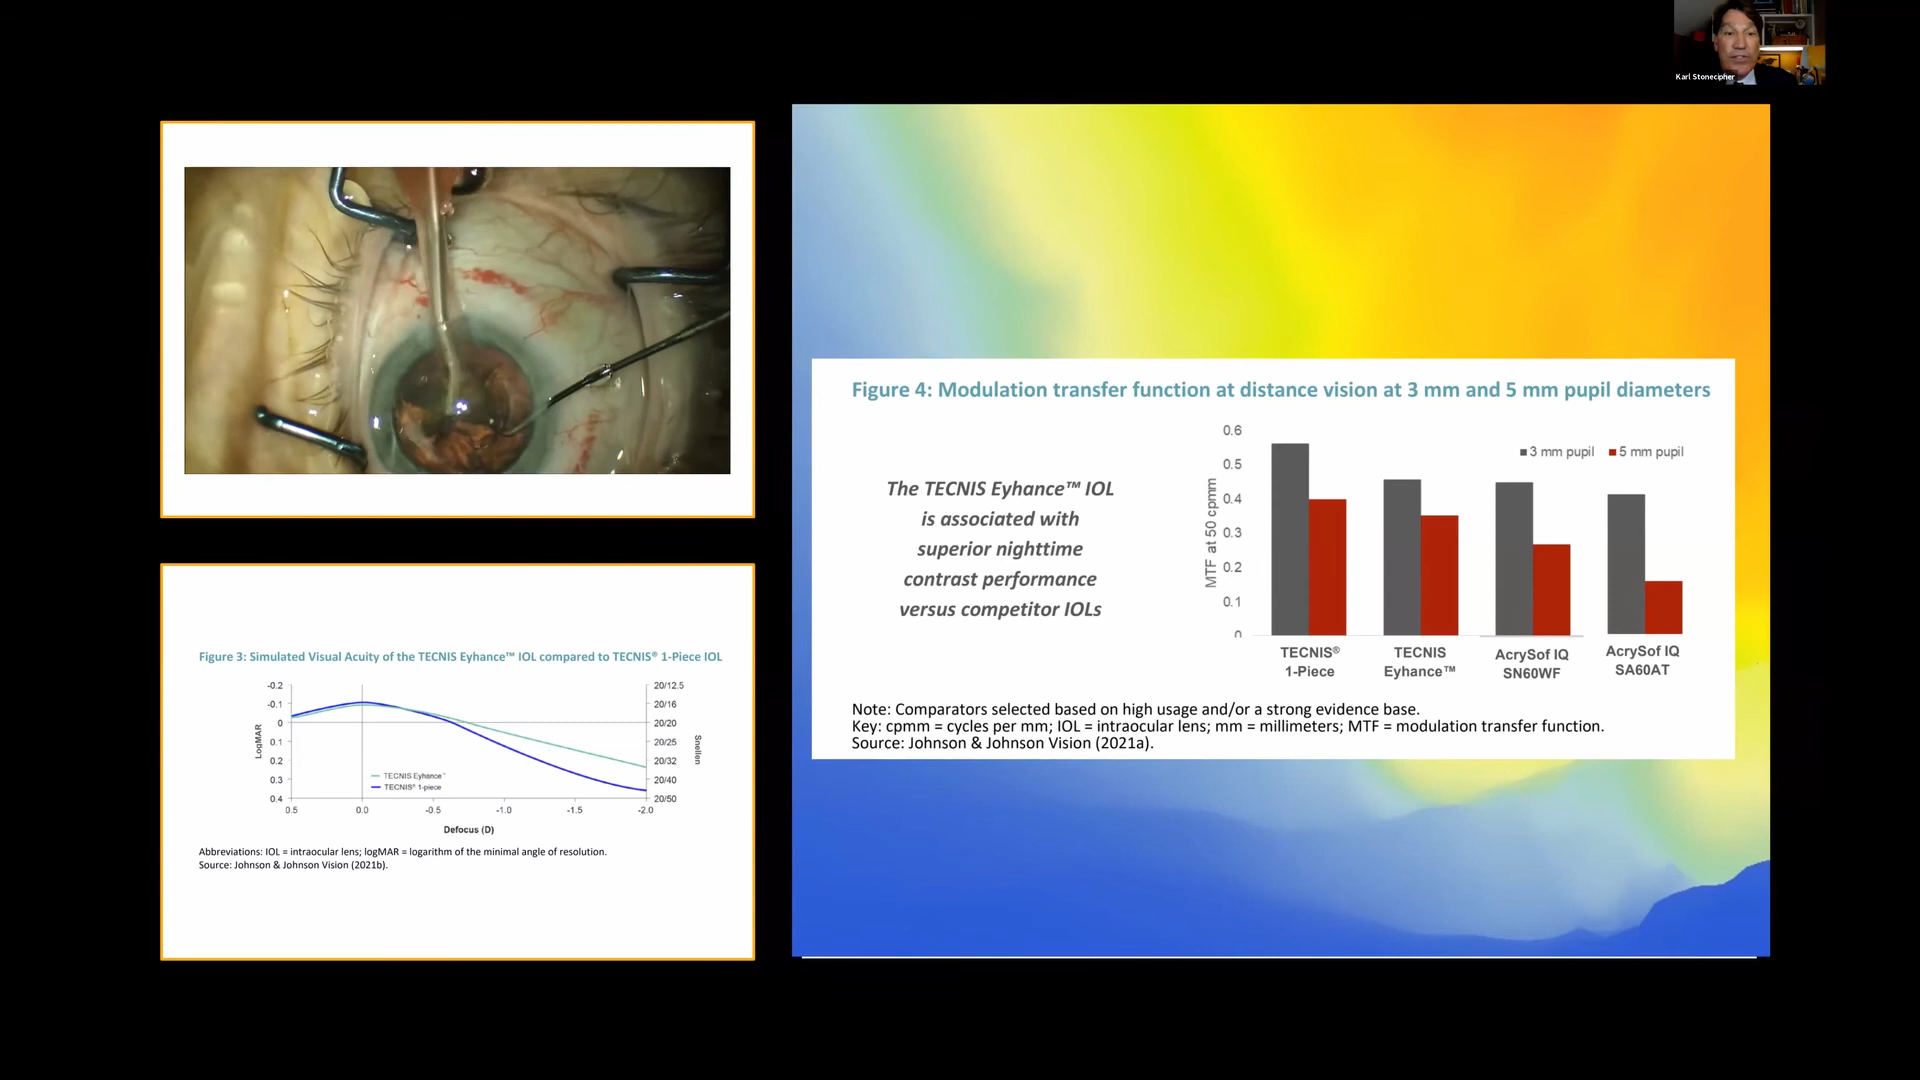 Karl Stonecipher
Figure 3: Simulated Visual Acuity of the TECNIS Eyhance™ IOL compared to TECNIS® 1-Piece IOL
-0.2
-0.1
0
0.1
0.2
0.3
0.4
LogMAR
20/12.5
20/16
20/20
20/25
20/32
20/40
20/50
Snellen
TECNIS Eyhance™
TECNIS® 1-piece
0.5 0.0 -0.5 -1.0 -1.5 -2.0
Defocus (D)
Abbreviations: IOL = intraocular lens; logMAR = logarithm of the minimal angle of resolution.
Source: Johnson & Johnson Vision (2021b).
Figure 4: Modulation transfer function at distance vision at 3 mm and 5 mm pupil diameters
The TECNIS Eyhance™ IOL
is associated with
superior nighttime
contrast performance
versus competitor IOLs
MTF at 50 cpmm
0.6
0.5
0.4
0.3
0.2
0.1
0
3 mm pupil 5 mm pupil
TECNIS®
1-Piece
TECNIS
Eyhance™
AcrySof IQ
SN60WF
AcrySof IQ
SA60AT
Note: Comparators selected based on high usage and/or a strong evidence base.
Key: cpmm = cycles per mm; IOL = intraocular lens; mm = millimeters; MTF = modulation transfer function.
Source: Johnson & Johnson Vision (2021a).